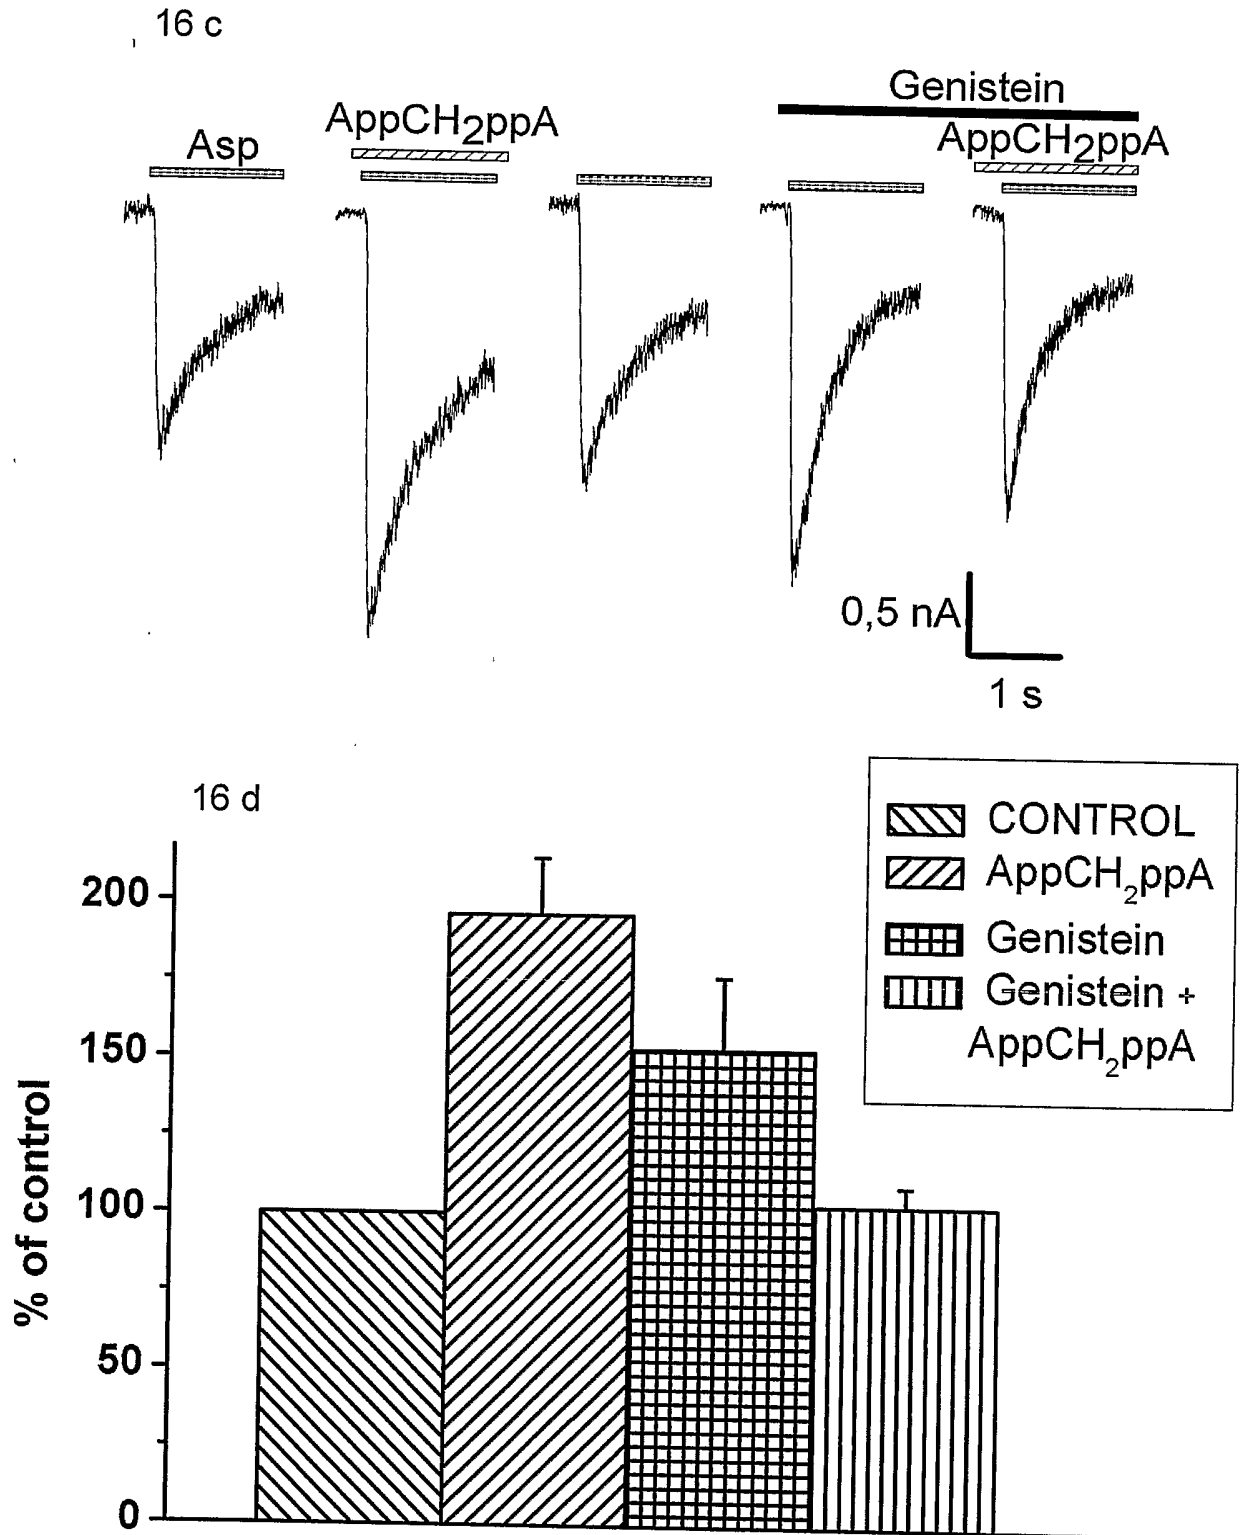 16 c
Genistein
AppCH2ppA
AppCH2ppA
Asp
0,5 nA
1 s
16 d
CONTROL
AppCH2ppA
Genistein
Genistein +
AppCH2ppA
200
150
100
50
0
% of control